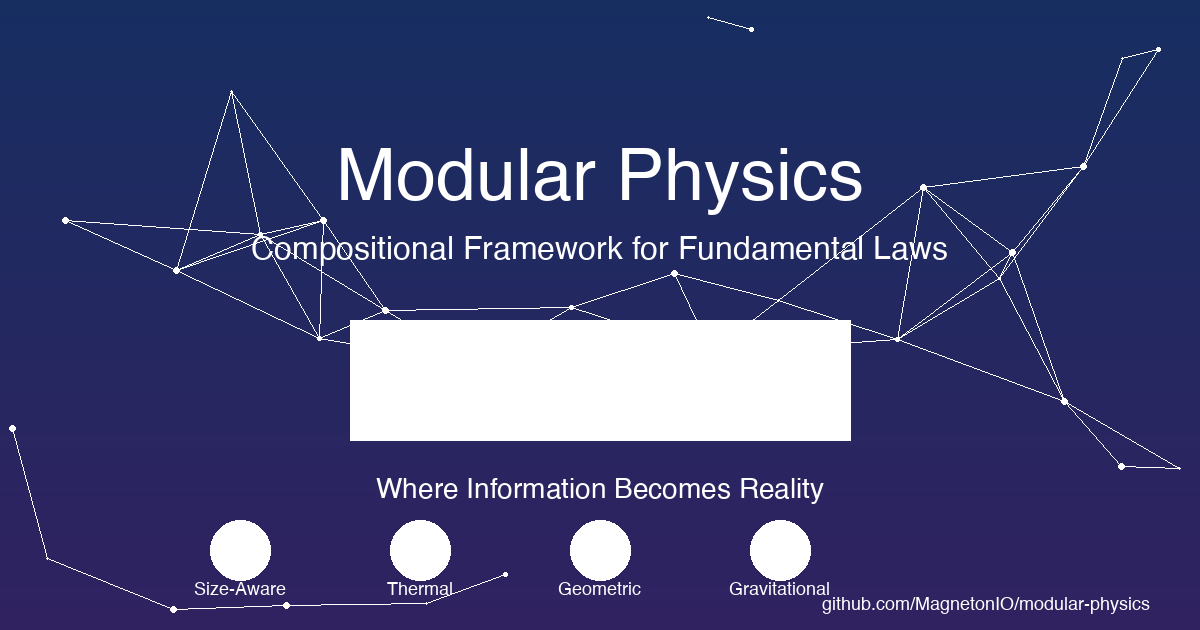 Modular Physics
Compositional Framework for Fundamental Laws
Where Information Becomes Reality
Size-Aware
Thermal
Geometric
Gravitational
github.com/MagnetonIO/modular-physics